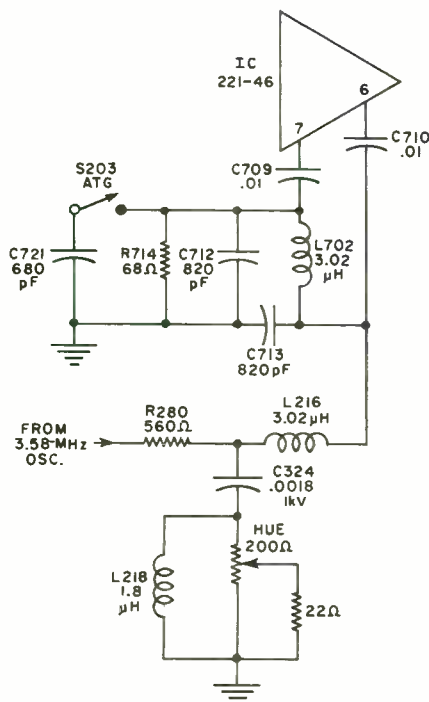 IC
221-46
6
7
C710
.01
C709
.01
S203
ATG
C721
680
pF
R714
68Ω
C712
820
pF
L702
3.02
μH
C713
820pF
L216
3.02μH
R280
560Ω
FROM
3.58-MHz
OSC.
C324
.0018
1kV
HUE
200Ω
L218
1.8
μH
22Ω